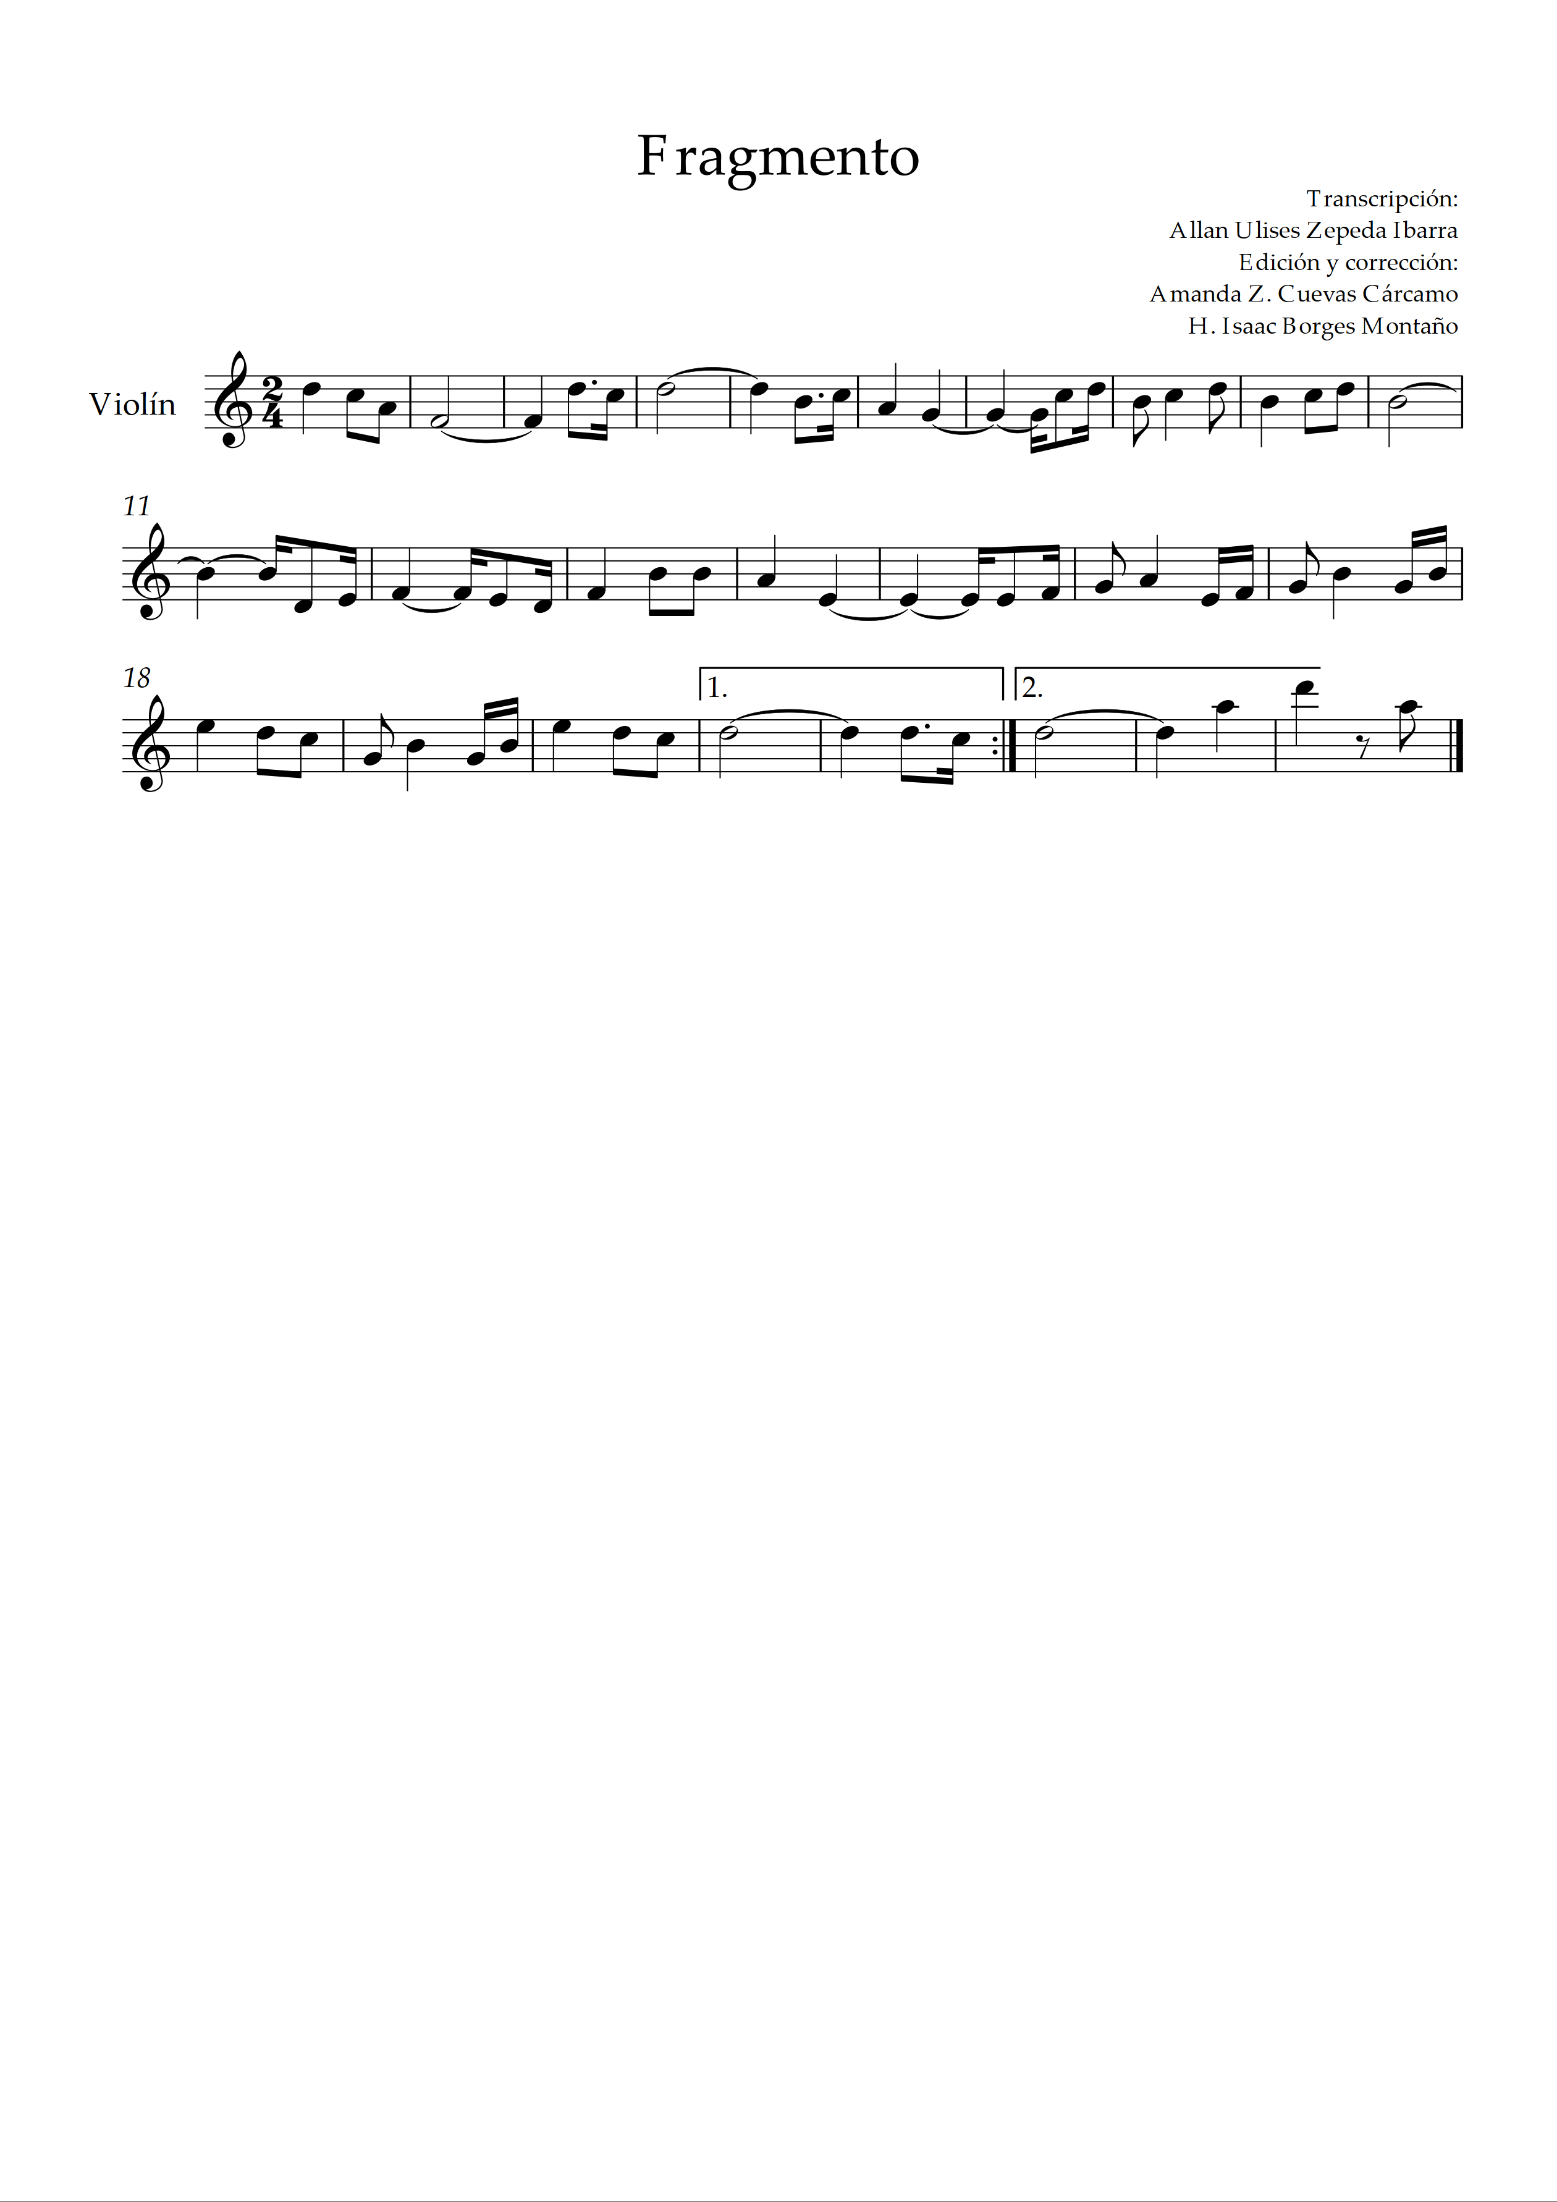 Fragmento
Transcripción:
Allan Ulises Zepeda Ibarra
Edición y corrección:
Amanda Z. Cuevas Cárcamo
H. Isaac Borges Montaño
Violín
2
4
11
18
1.
2.